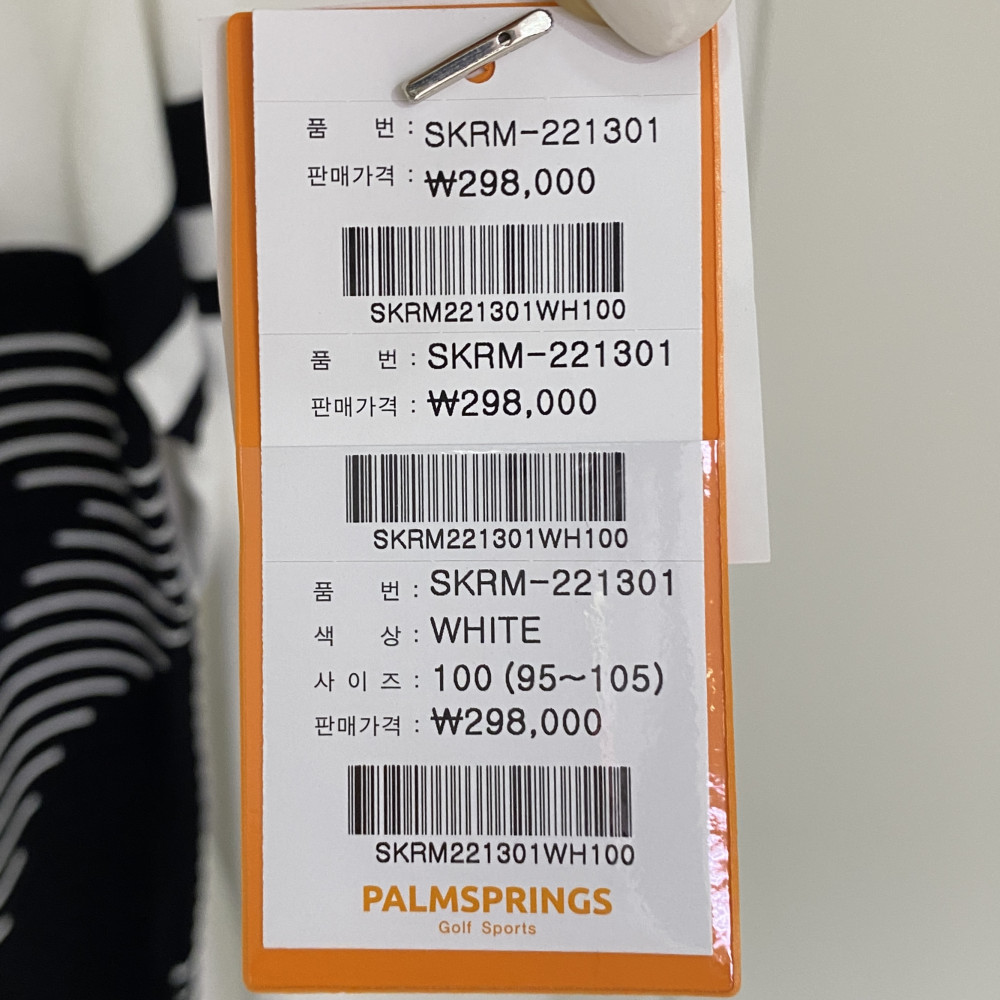 품 번 : SKRM-221301
판매가격 : ₩298,000
SKRM221301WH100
품 번 : SKRM-221301
판매가격 : ₩298,000
SKRM221301WH100
품 번 : SKRM-221301
색 상 : WHITE
사 이 즈 : 100 (95~105)
판매가격 : ₩298,000
SKRM221301WH100
PALMSPRINGS
Golf Sports